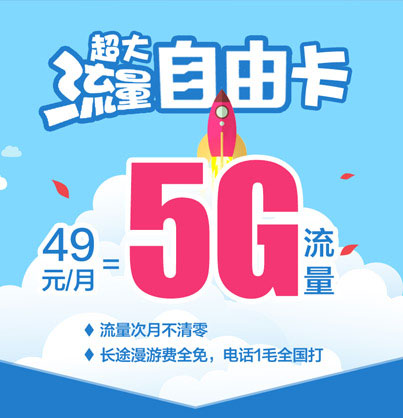 超大
流量自由卡
49
元/月
=
5G
流量
流量次月不清零
长途漫游费全免，电话1毛全国打